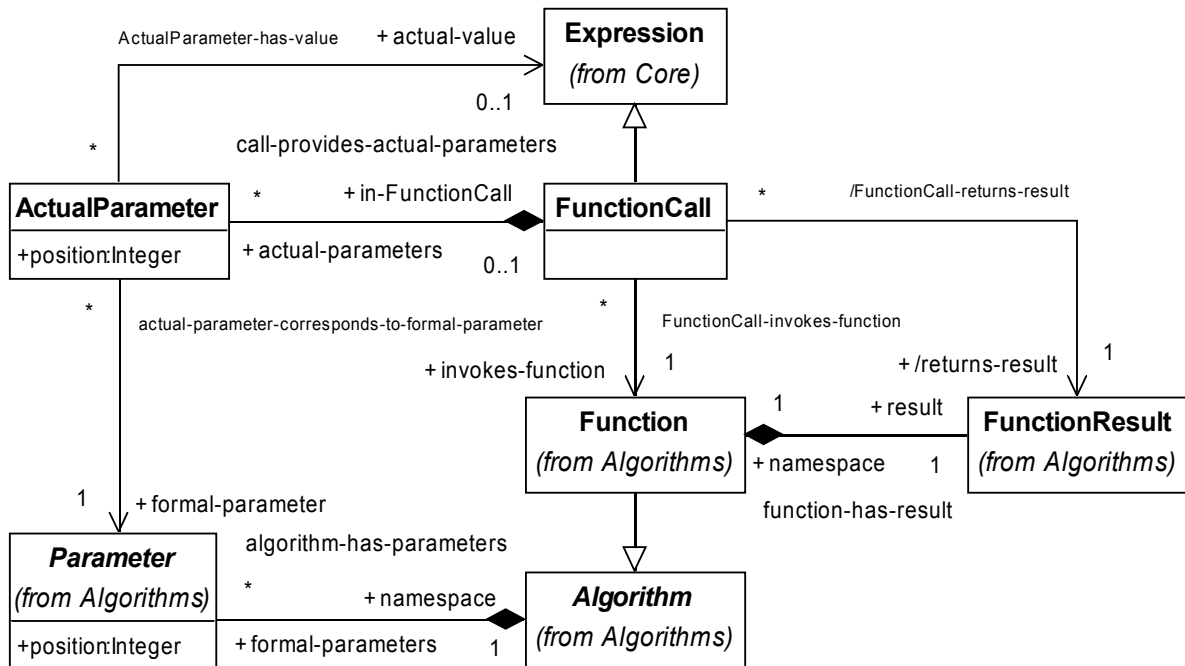 ActualParameter-has-value
+ actual-value
Expression
(from Core)
0..1
*
call-provides-actual-parameters
ActualParameter
+position:Integer
*
+ in-FunctionCall
+ actual-parameters
0..1
FunctionCall
*
/FunctionCall-returns-result
*
actual-parameter-corresponds-to-formal-parameter
*
FunctionCall-invokes-function
+ invokes-function
1
+ /returns-result
1
Function
(from Algorithms)
1
+ result
+ namespace
1
function-has-result
FunctionResult
(from Algorithms)
1
+ formal-parameter
Parameter
(from Algorithms)
+position:Integer
algorithm-has-parameters
*
+ namespace
+ formal-parameters
1
Algorithm
(from Algorithms)